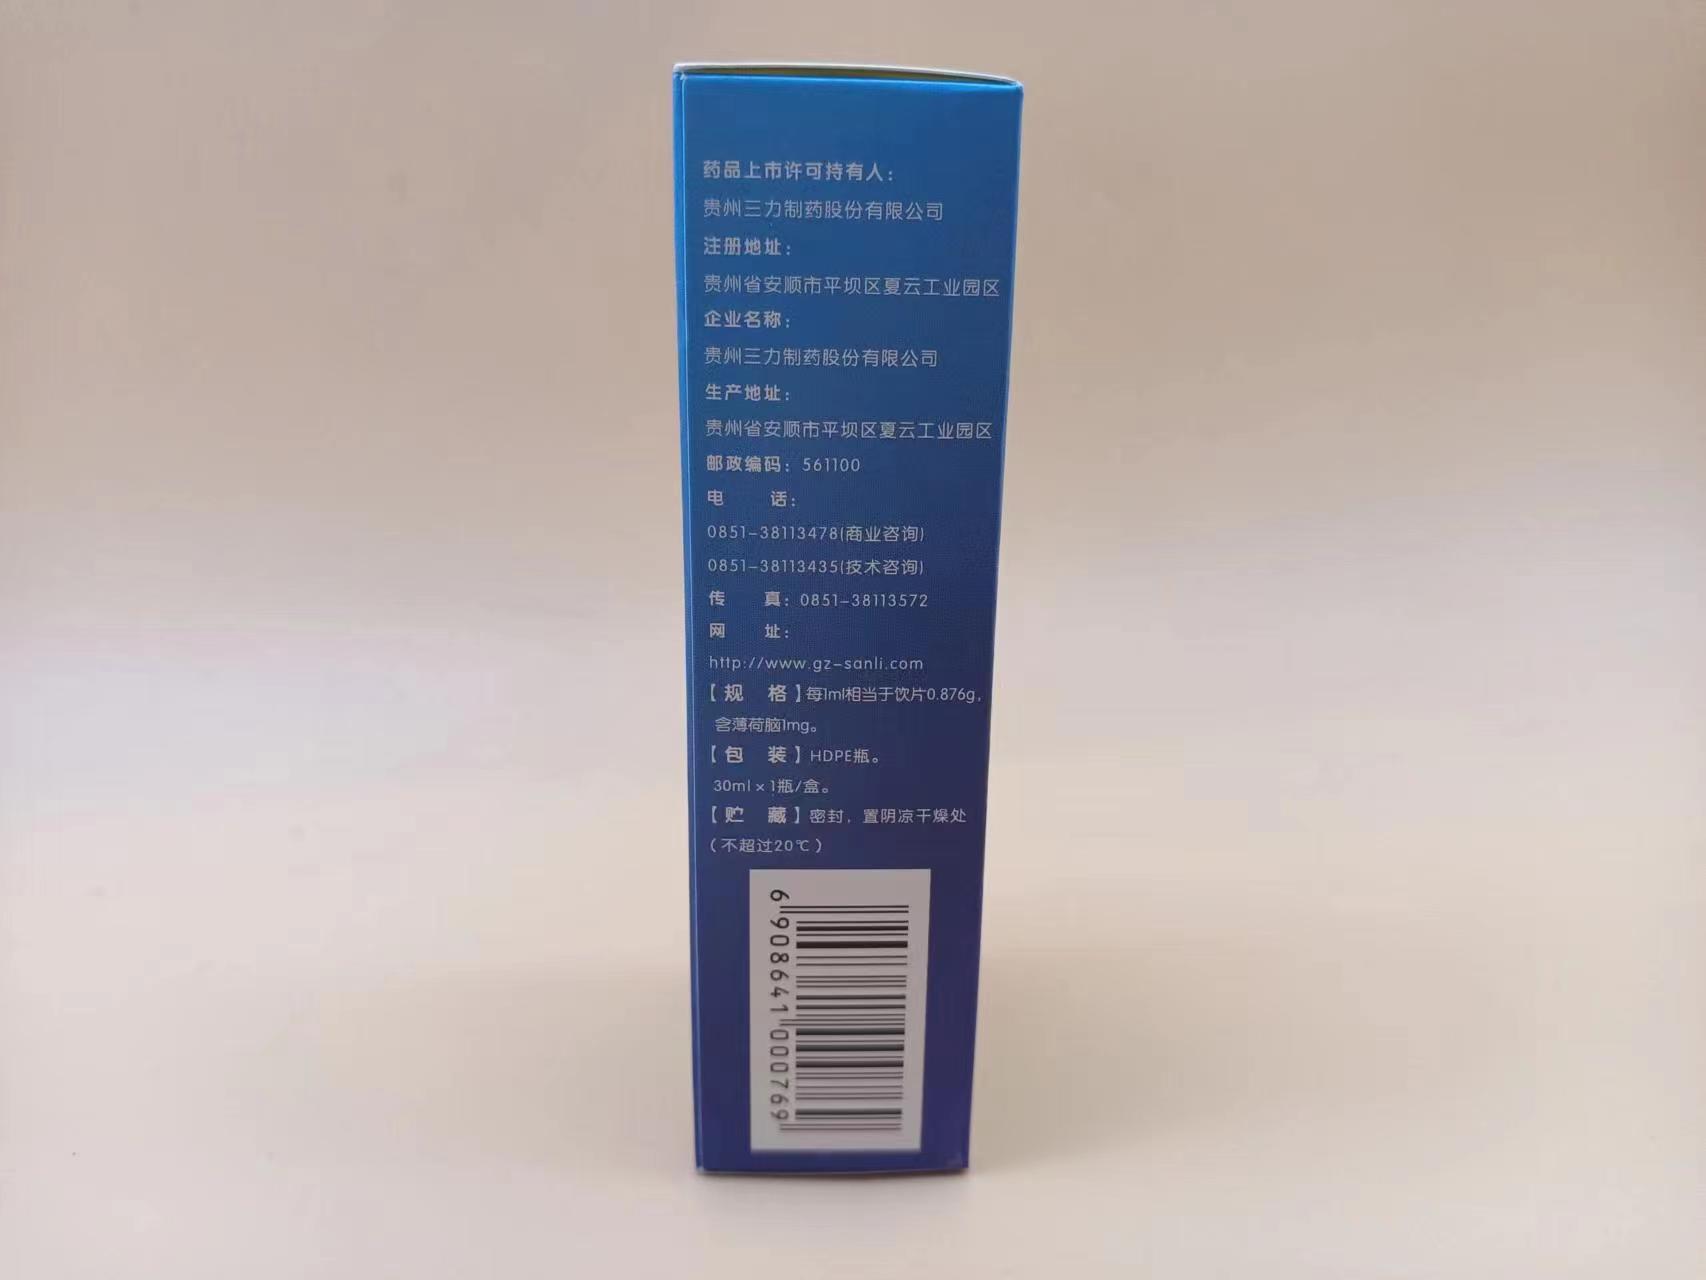 药品上市许可持有人:
贵州三力制药股份有限公司
注册地址:
贵州省安顺市平坝区夏云工业园区
企业名称:
贵州三力制药股份有限公司
生产地址:
贵州省安顺市平坝区夏云工业园区
邮政编码: 561100
电 话:
0851-38113478(商业咨询)
0851-38113435(技术咨询)
传 真: 0851-38113572
网 址:
http://www.gz-sanli.com
【规 格】每1ml相当于饮片0.876g,
含薄荷脑1mg。
【包 装】HDPE瓶。
30ml×1瓶/盒。
【贮 藏】密封, 置阴凉干燥处
(不超过20℃)
6 908641 000769